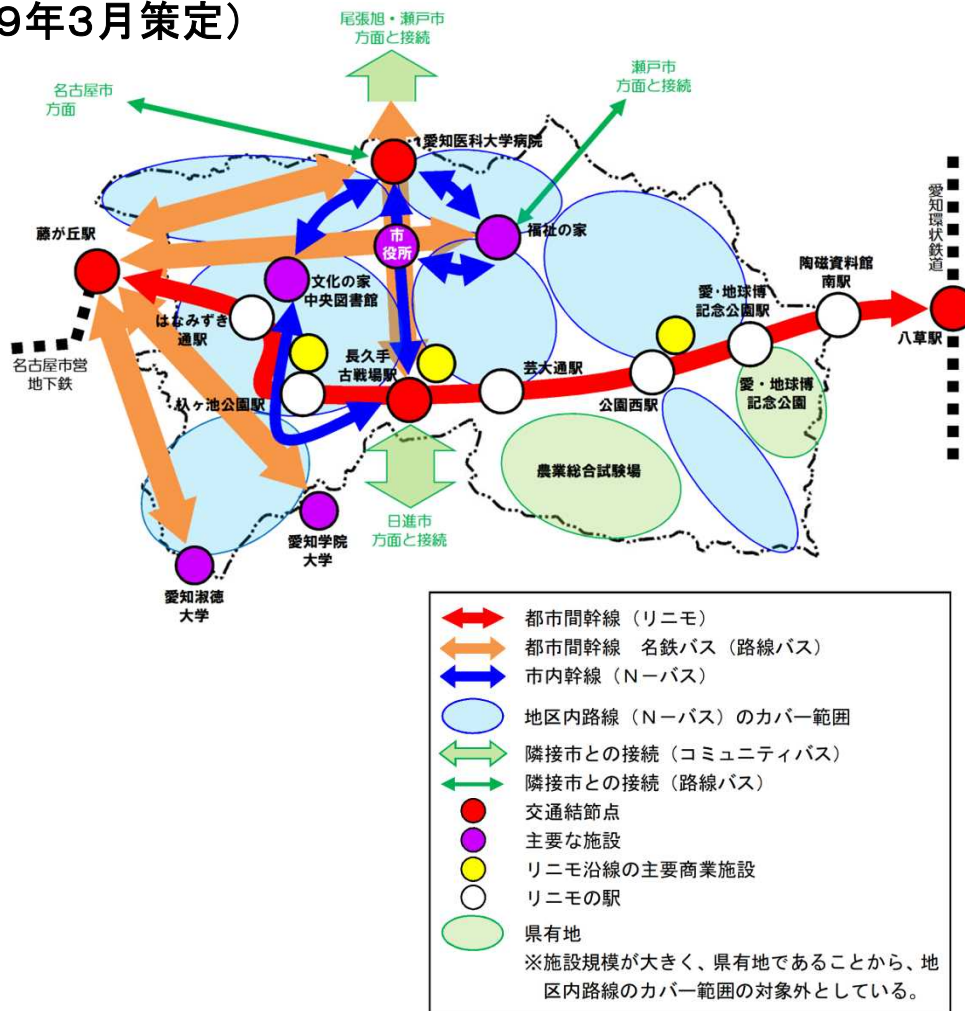 9年3月策定）
尾張旭・瀬戸市
方面と接続
瀬戸市
方面と接続
名古屋市
方面
愛知医科大学病院
愛知環状鉄道
藤が丘駅
市
役所
福祉の家
文化の家
中央図書館
陶磁資料館
南駅
愛・地球博
記念公園駅
はなみずき
通駅
八草駅
名古屋市営
地下鉄
長久手
古戦場駅
芸大通駅
杁ヶ池公園駅
公園西駅
愛・地球博
記念公園
農業総合試験場
日進市
方面と接続
愛知学院
大学
愛知淑徳
大学
都市間幹線（リニモ）
都市間幹線　名鉄バス（路線バス）
市内幹線（Ｎ－バス）
地区内路線（Ｎ－バス）のカバー範囲
隣接市との接続（コミュニティバス）
隣接市との接続（路線バス）
交通結節点
主要な施設
リニモ沿線の主要商業施設
リニモの駅
県有地
※施設規模が大きく、県有地であることから、地
区内路線のカバー範囲の対象外としている。